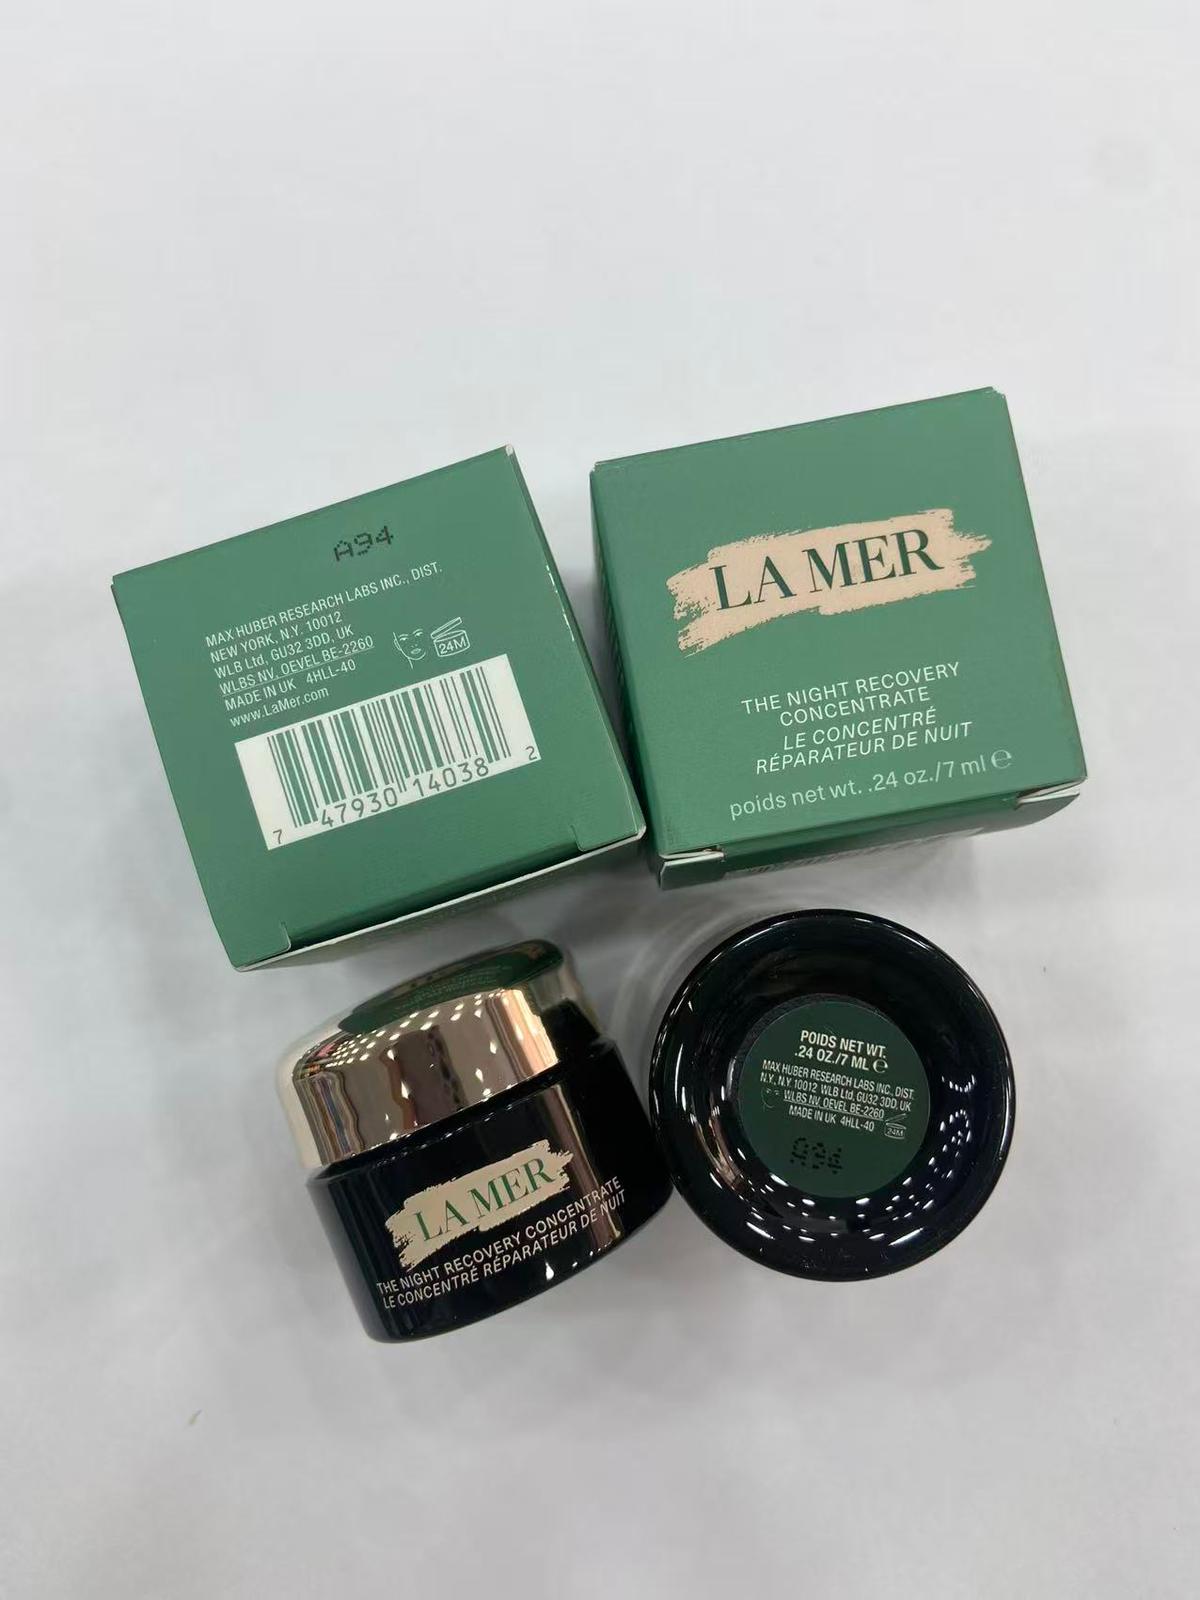 A94
MAX HUBER RESEARCH LABS INC., DIST.
NEW YORK, N.Y. 10012
WLB Ltd, GU32 3DD, UK
WLBS NV, OEVEL BE-2260
MADE IN UK 4HLL-40
www.LaMer.com
24M
7 47930 14038 2
LA MER
THE NIGHT RECOVERY
CONCENTRATE
LE CONCENTRÉ
RÉPARATEUR DE NUIT
poids net wt. .24 oz./7 ml ℮
LA MER
THE NIGHT RECOVERY CONCENTRATE
LE CONCENTRÉ RÉPARATEUR DE NUIT
POIDS NET WT.
.24 OZ./7 ML ℮
MAX HUBER RESEARCH LABS INC., DIST.
N.Y., N.Y. 10012 WLB Ltd, GU32 3DD, UK
WLBS NV, OEVEL BE-2260
MADE IN UK 4HLL-40
24M
A94